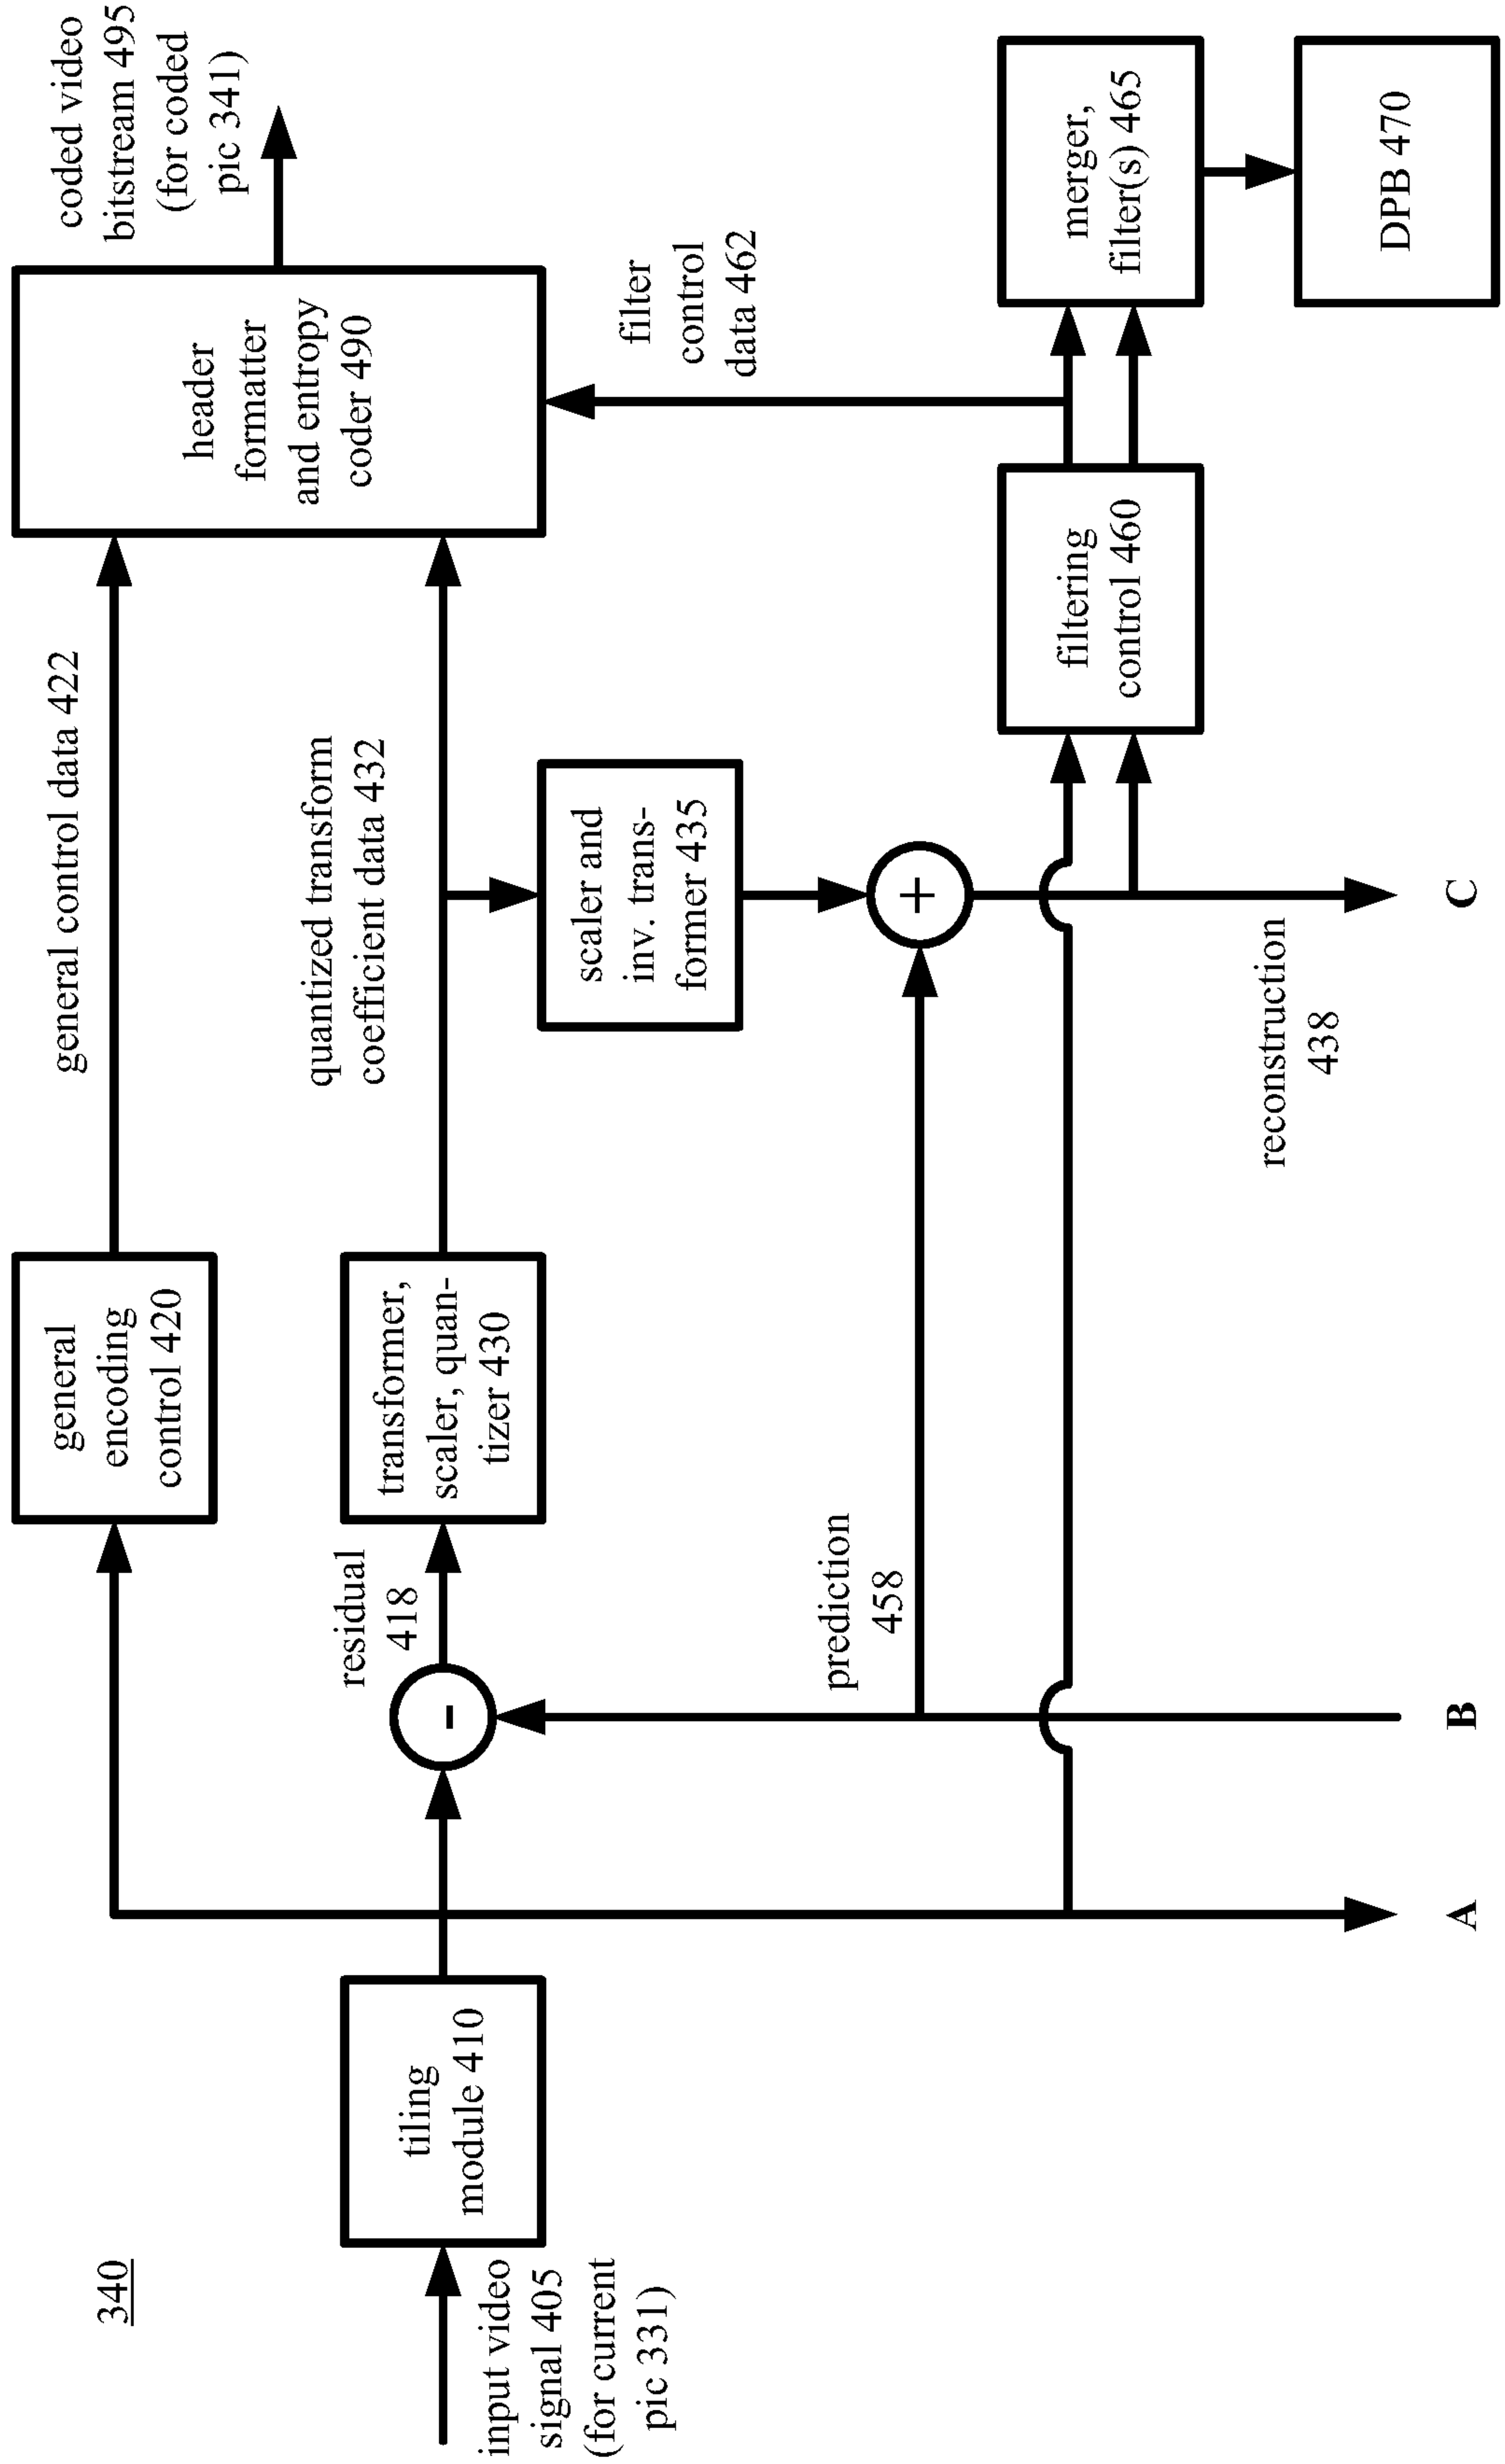 340
input video
signal 405
(for current
pic 331)
tiling
module 410
general
encoding
control 420
general control data 422
-
residual
418
transformer,
scaler, quan-
tizer 430
quantized transform
coefficient data 432
header
formatter
and entropy
coder 490
coded video
bitstream 495
(for coded
pic 341)
scaler and
inv. trans-
former 435
prediction
458
+
filter
control
data 462
filtering
control 460
merger,
filter(s) 465
DPB 470
reconstruction
438
A
B
C